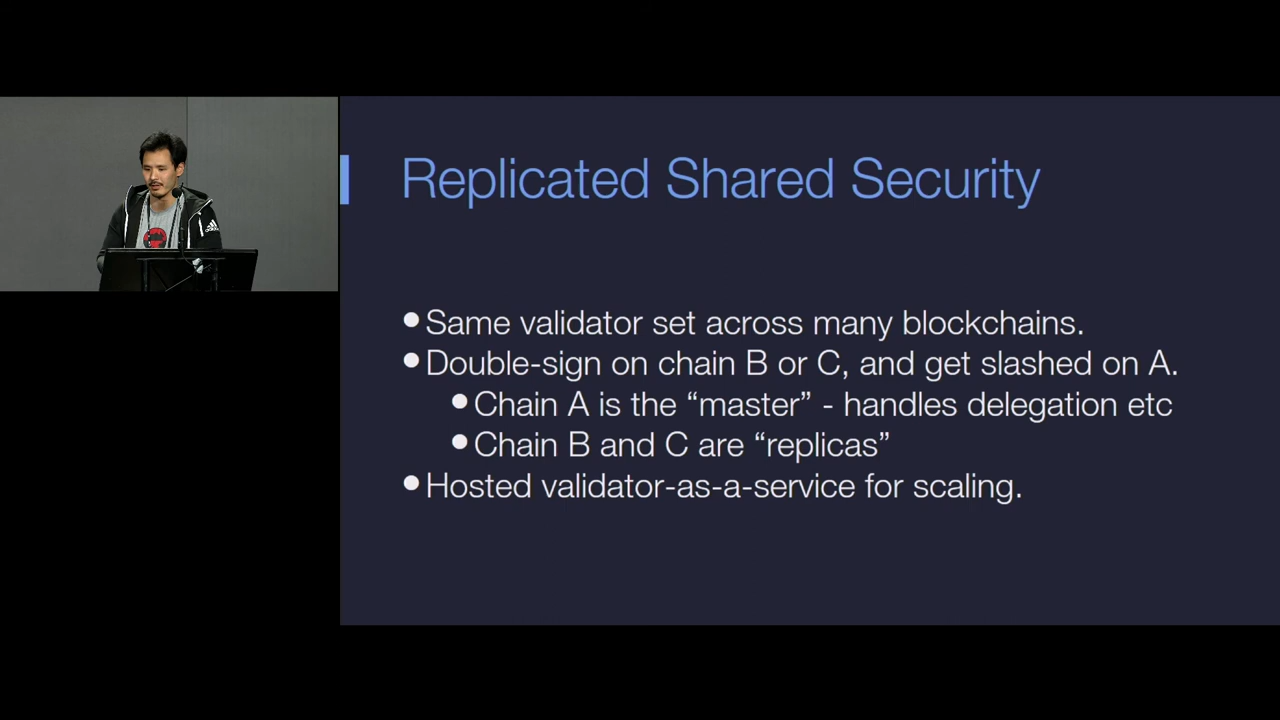 Replicated Shared Security
● Same validator set across many blockchains.
● Double-sign on chain B or C, and get slashed on A.
● Chain A is the “master” - handles delegation etc
● Chain B and C are “replicas”
● Hosted validator-as-a-service for scaling.